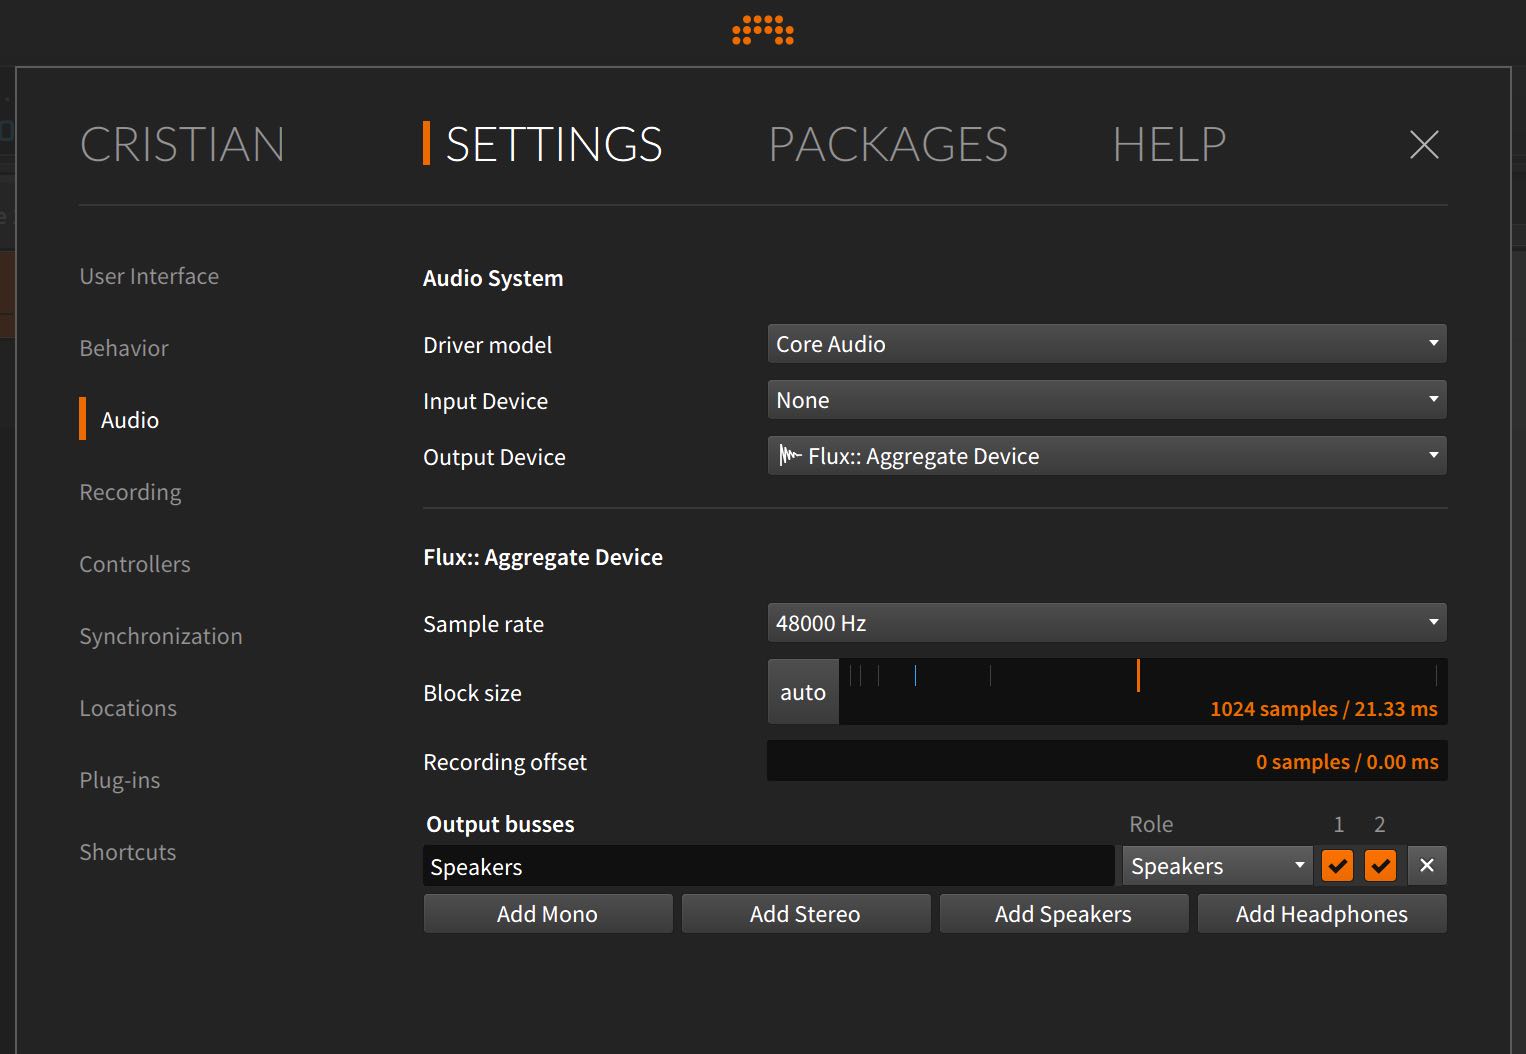 CRISTIAN SETTINGS PACKAGES HELP
User Interface
Behavior
Audio
Recording
Controllers
Synchronization
Locations
Plug-ins
Shortcuts
Audio System
Driver model Core Audio
Input Device None
Output Device Flux:: Aggregate Device
Flux:: Aggregate Device
Sample rate 48000 Hz
Block size auto 1024 samples / 21.33 ms
Recording offset 0 samples / 0.00 ms
Output busses Role 1 2
Speakers Speakers
Add Mono Add Stereo Add Speakers Add Headphones